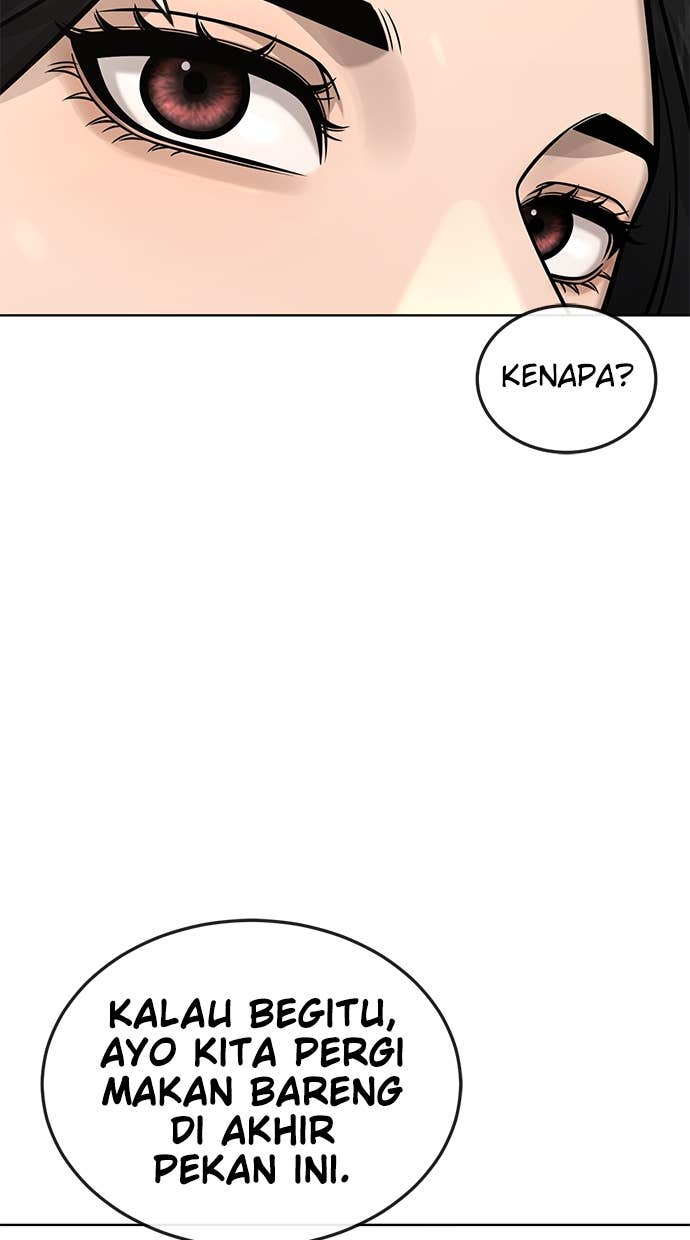 KENAPA?
KALAU BEGITU,
AYO KITA PERGI
MAKAN BARENG
DI AKHIR
PEKAN INI.